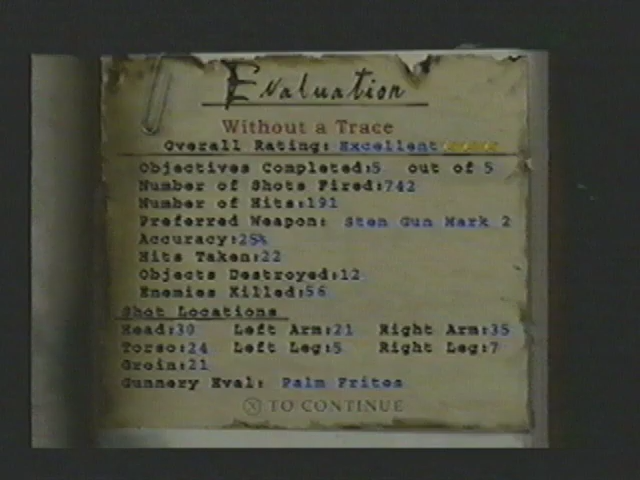 Evaluation
Without a Trace
Overall Rating: Excellent
Objectives Completed:5 out of 5
Number of Shots Fired:742
Number of Hits:191
Preferred Weapon: Sten Gun Mark 2
Accuracy:25%
Hits Taken:22
Objects Destroyed:12
Enemies Killed:56
Shot Locations
Head:30 Left Arm:21 Right Arm:35
Torso:24 Left Leg:5 Right Leg:7
Groin:21
Gunnery Eval: Palm Frites
X TO CONTINUE